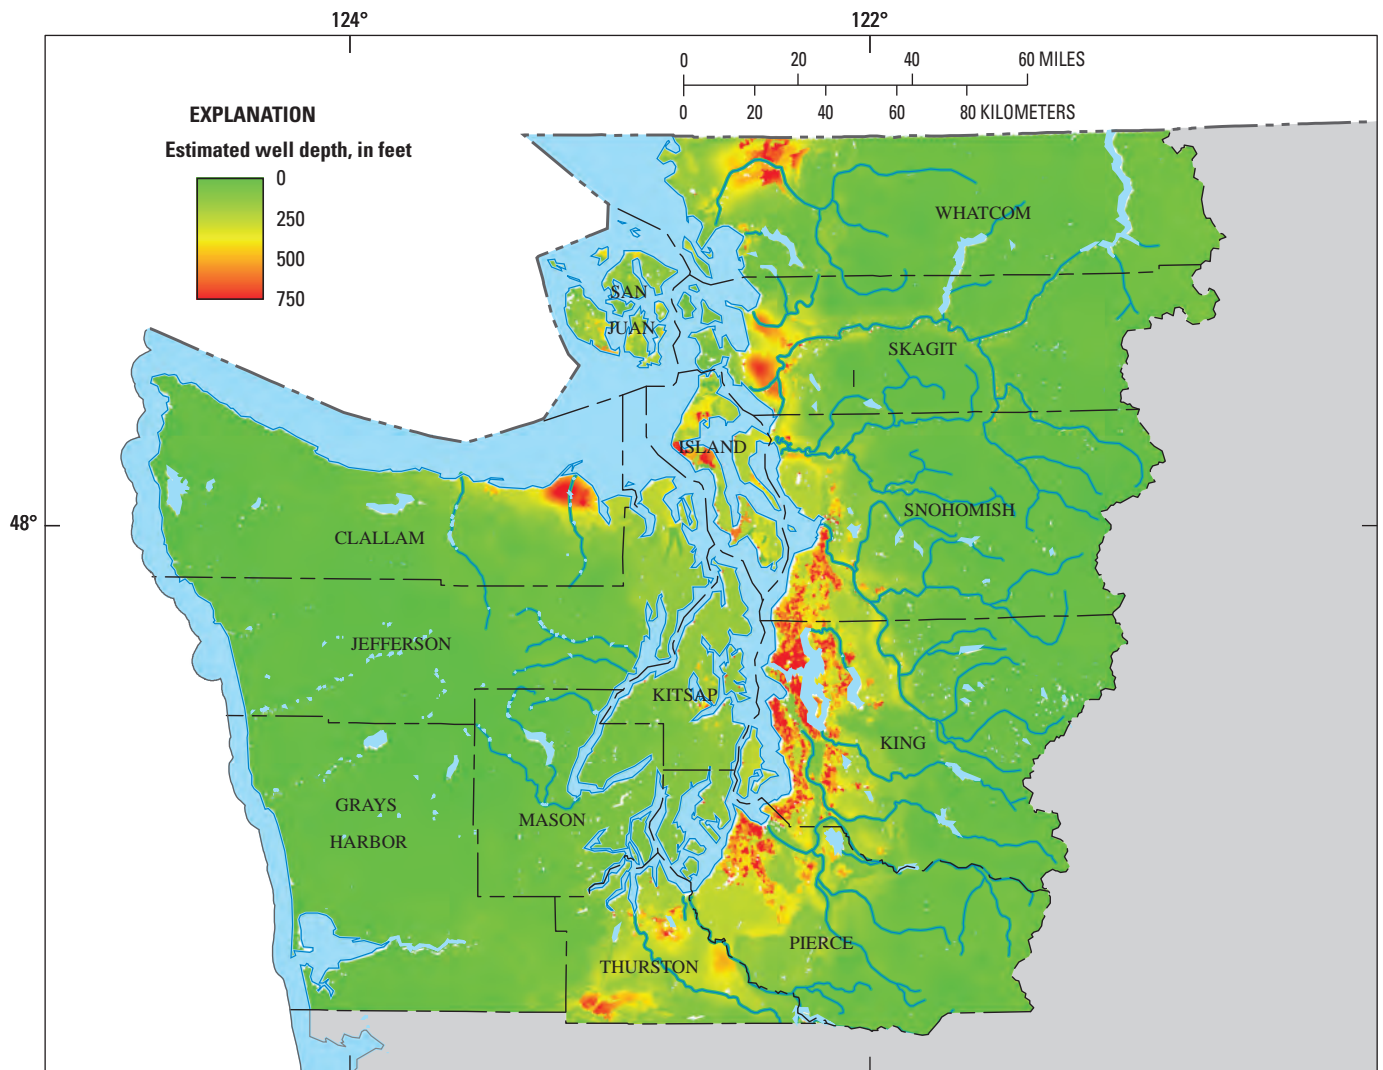 124°
122°
0 20 40 60 MILES
0 20 40 60 80 KILOMETERS
EXPLANATION
Estimated well depth, in feet
0
250
500
750
WHATCOM
SAN
JUAN
SKAGIT
ISLAND
SNOHOMISH
48°
CLALLAM
JEFFERSON
KITSAP
KING
GRAYS
HARBOR
MASON
PIERCE
THURSTON